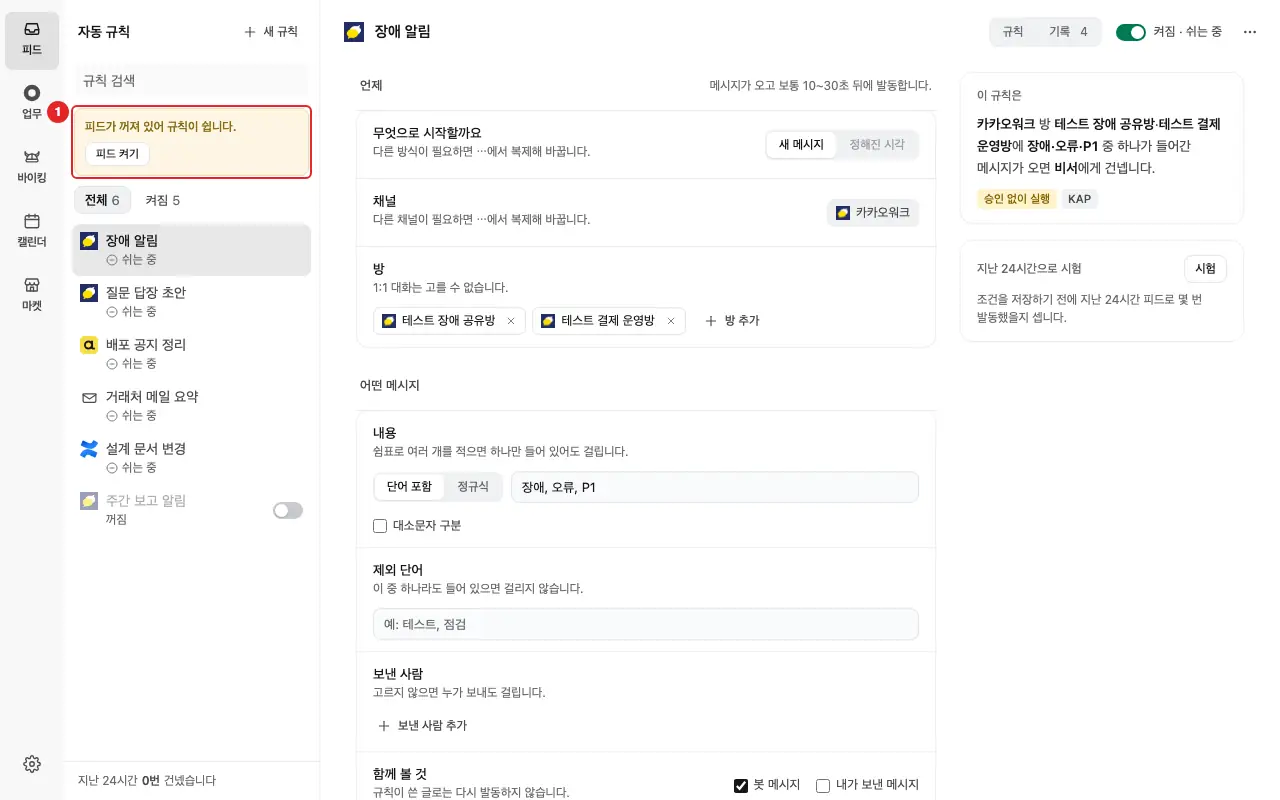 피드
업무
바이킹
캘린더
마켓
자동 규칙
새 규칙
규칙 검색
1
피드가 꺼져 있어 규칙이 쉽니다.
피드 켜기
전체 6
켜짐 5
장애 알림
쉬는 중
질문 답장 초안
쉬는 중
배포 공지 정리
쉬는 중
거래처 메일 요약
쉬는 중
설계 문서 변경
쉬는 중
주간 보고 알림
꺼짐
지난 24시간 0번 건넸습니다
장애 알림
규칙
기록 4
켜짐 · 쉬는 중
언제
메시지가 오고 보통 10~30초 뒤에 발동합니다.
무엇으로 시작할까요
다른 방식이 필요하면 ⋯에서 복제해 바꿉니다.
새 메시지
정해진 시각
채널
다른 채널이 필요하면 ⋯에서 복제해 바꿉니다.
카카오워크
방
1:1 대화는 고를 수 없습니다.
테스트 장애 공유방
테스트 결제 운영방
방 추가
어떤 메시지
내용
쉼표로 여러 개를 적으면 하나만 들어 있어도 걸립니다.
단어 포함
정규식
장애, 오류, P1
대소문자 구분
제외 단어
이 중 하나라도 들어 있으면 걸리지 않습니다.
예: 테스트, 점검
보낸 사람
고르지 않으면 누가 보내도 걸립니다.
보낸 사람 추가
함께 볼 것
규칙이 쓴 글로는 다시 발동하지 않습니다.
봇 메시지
내가 보낸 메시지
이 규칙은
카카오워크 방 테스트 장애 공유방·테스트 결제
운영방에 장애·오류·P1 중 하나가 들어간
메시지가 오면 비서에게 건넵니다.
승인 없이 실행
KAP
지난 24시간으로 시험
시험
조건을 저장하기 전에 지난 24시간 피드로 몇 번
발동했을지 셉니다.